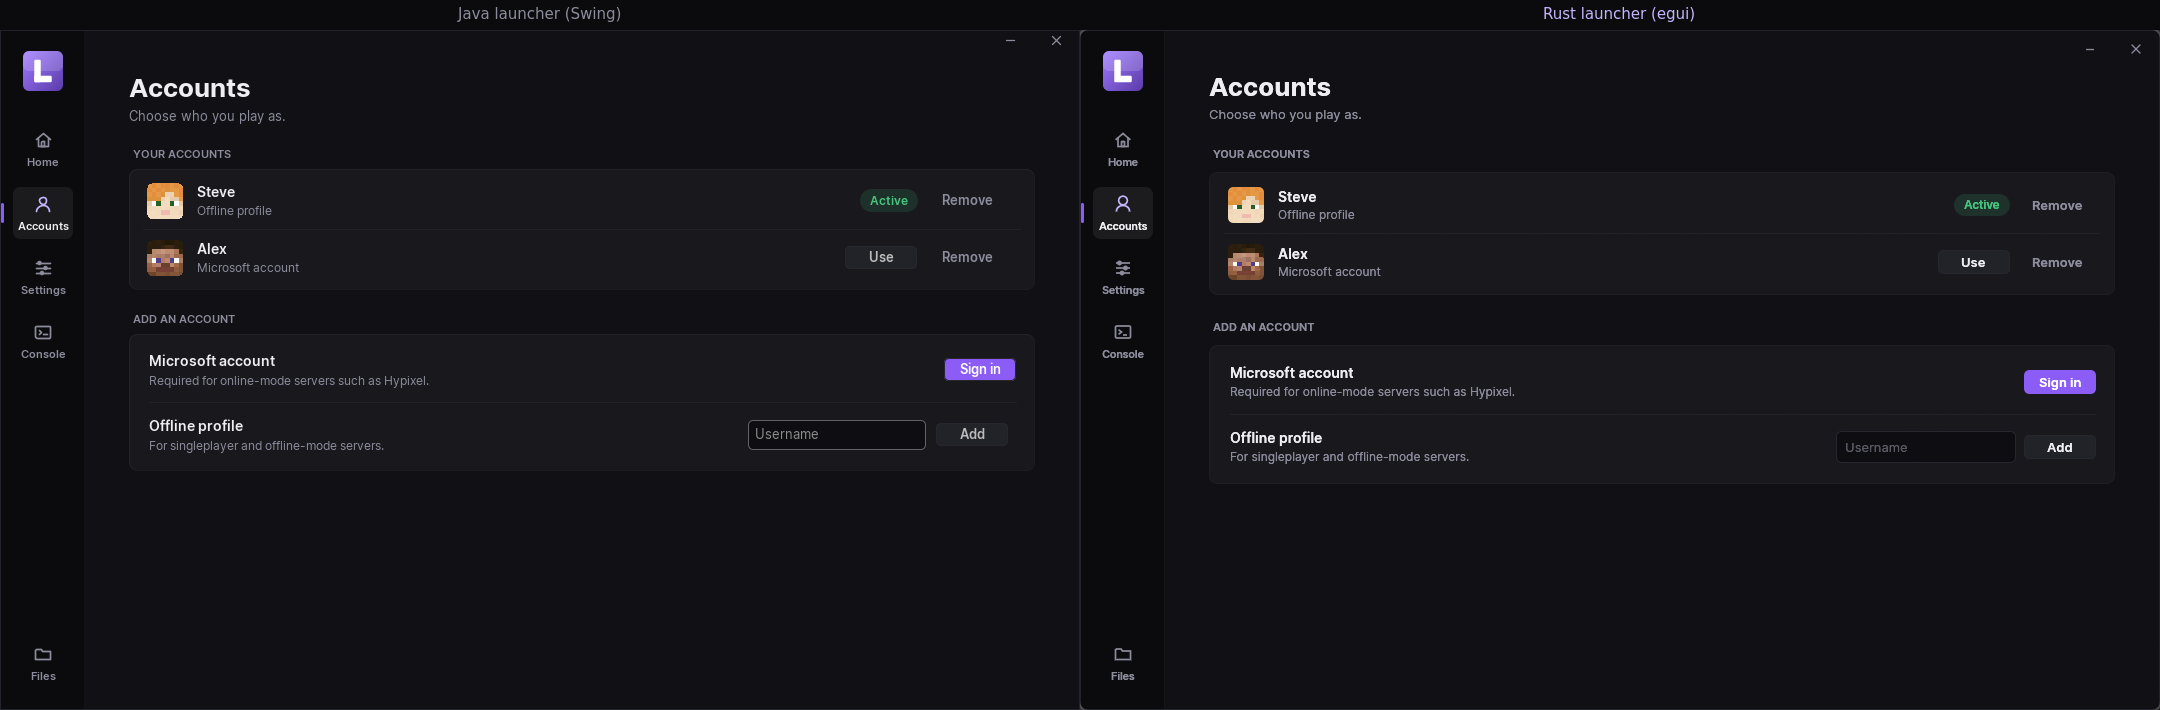 Java launcher (Swing)
L
Home
Accounts
Settings
Console
Files
Accounts
Choose who you play as.
YOUR ACCOUNTS
Steve
Offline profile
Active
Remove
Alex
Microsoft account
Use
Remove
ADD AN ACCOUNT
Microsoft account
Required for online-mode servers such as Hypixel.
Sign in
Offline profile
For singleplayer and offline-mode servers.
Username
Add
Rust launcher (egui)
L
Home
Accounts
Settings
Console
Files
Accounts
Choose who you play as.
YOUR ACCOUNTS
Steve
Offline profile
Active
Remove
Alex
Microsoft account
Use
Remove
ADD AN ACCOUNT
Microsoft account
Required for online-mode servers such as Hypixel.
Sign in
Offline profile
For singleplayer and offline-mode servers.
Username
Add